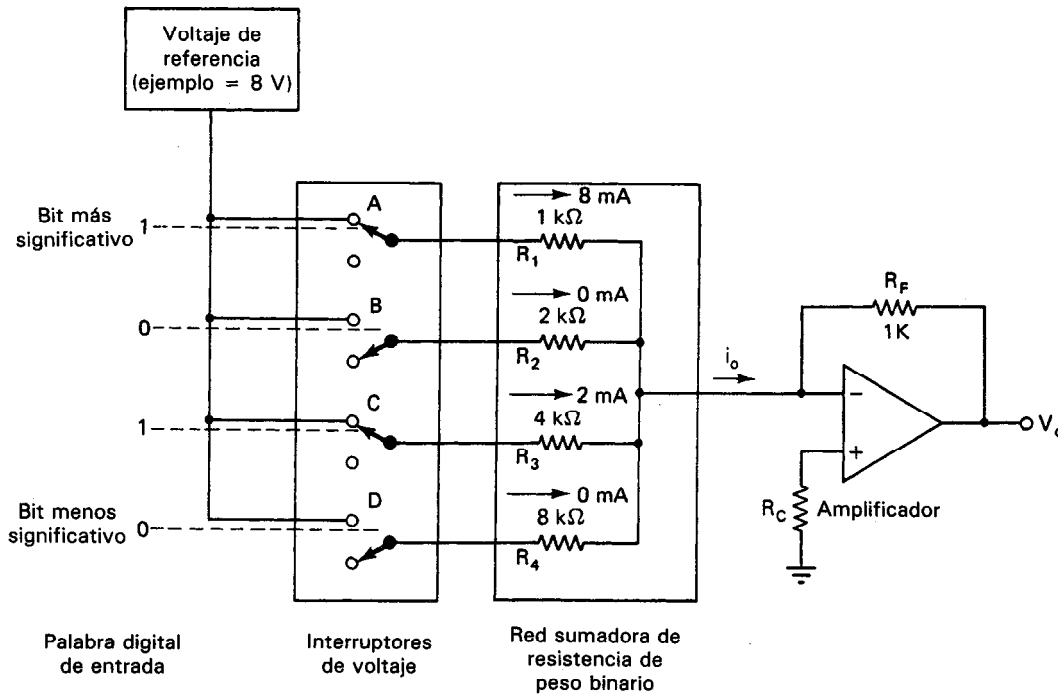 Voltaje de
referencia
(ejemplo = 8 V)
Bit más
significativo
1
A
8 mA
1 kΩ
R₁
0
B
0 mA
2 kΩ
R₂
1
C
2 mA
4 kΩ
R₃
Bit menos
significativo
0
D
0 mA
8 kΩ
R₄
i₀
R_F
1K
−
+
V₀
R_C
Amplificador
Palabra digital
de entrada
Interruptores
de voltaje
Red sumadora de
resistencia de
peso binario